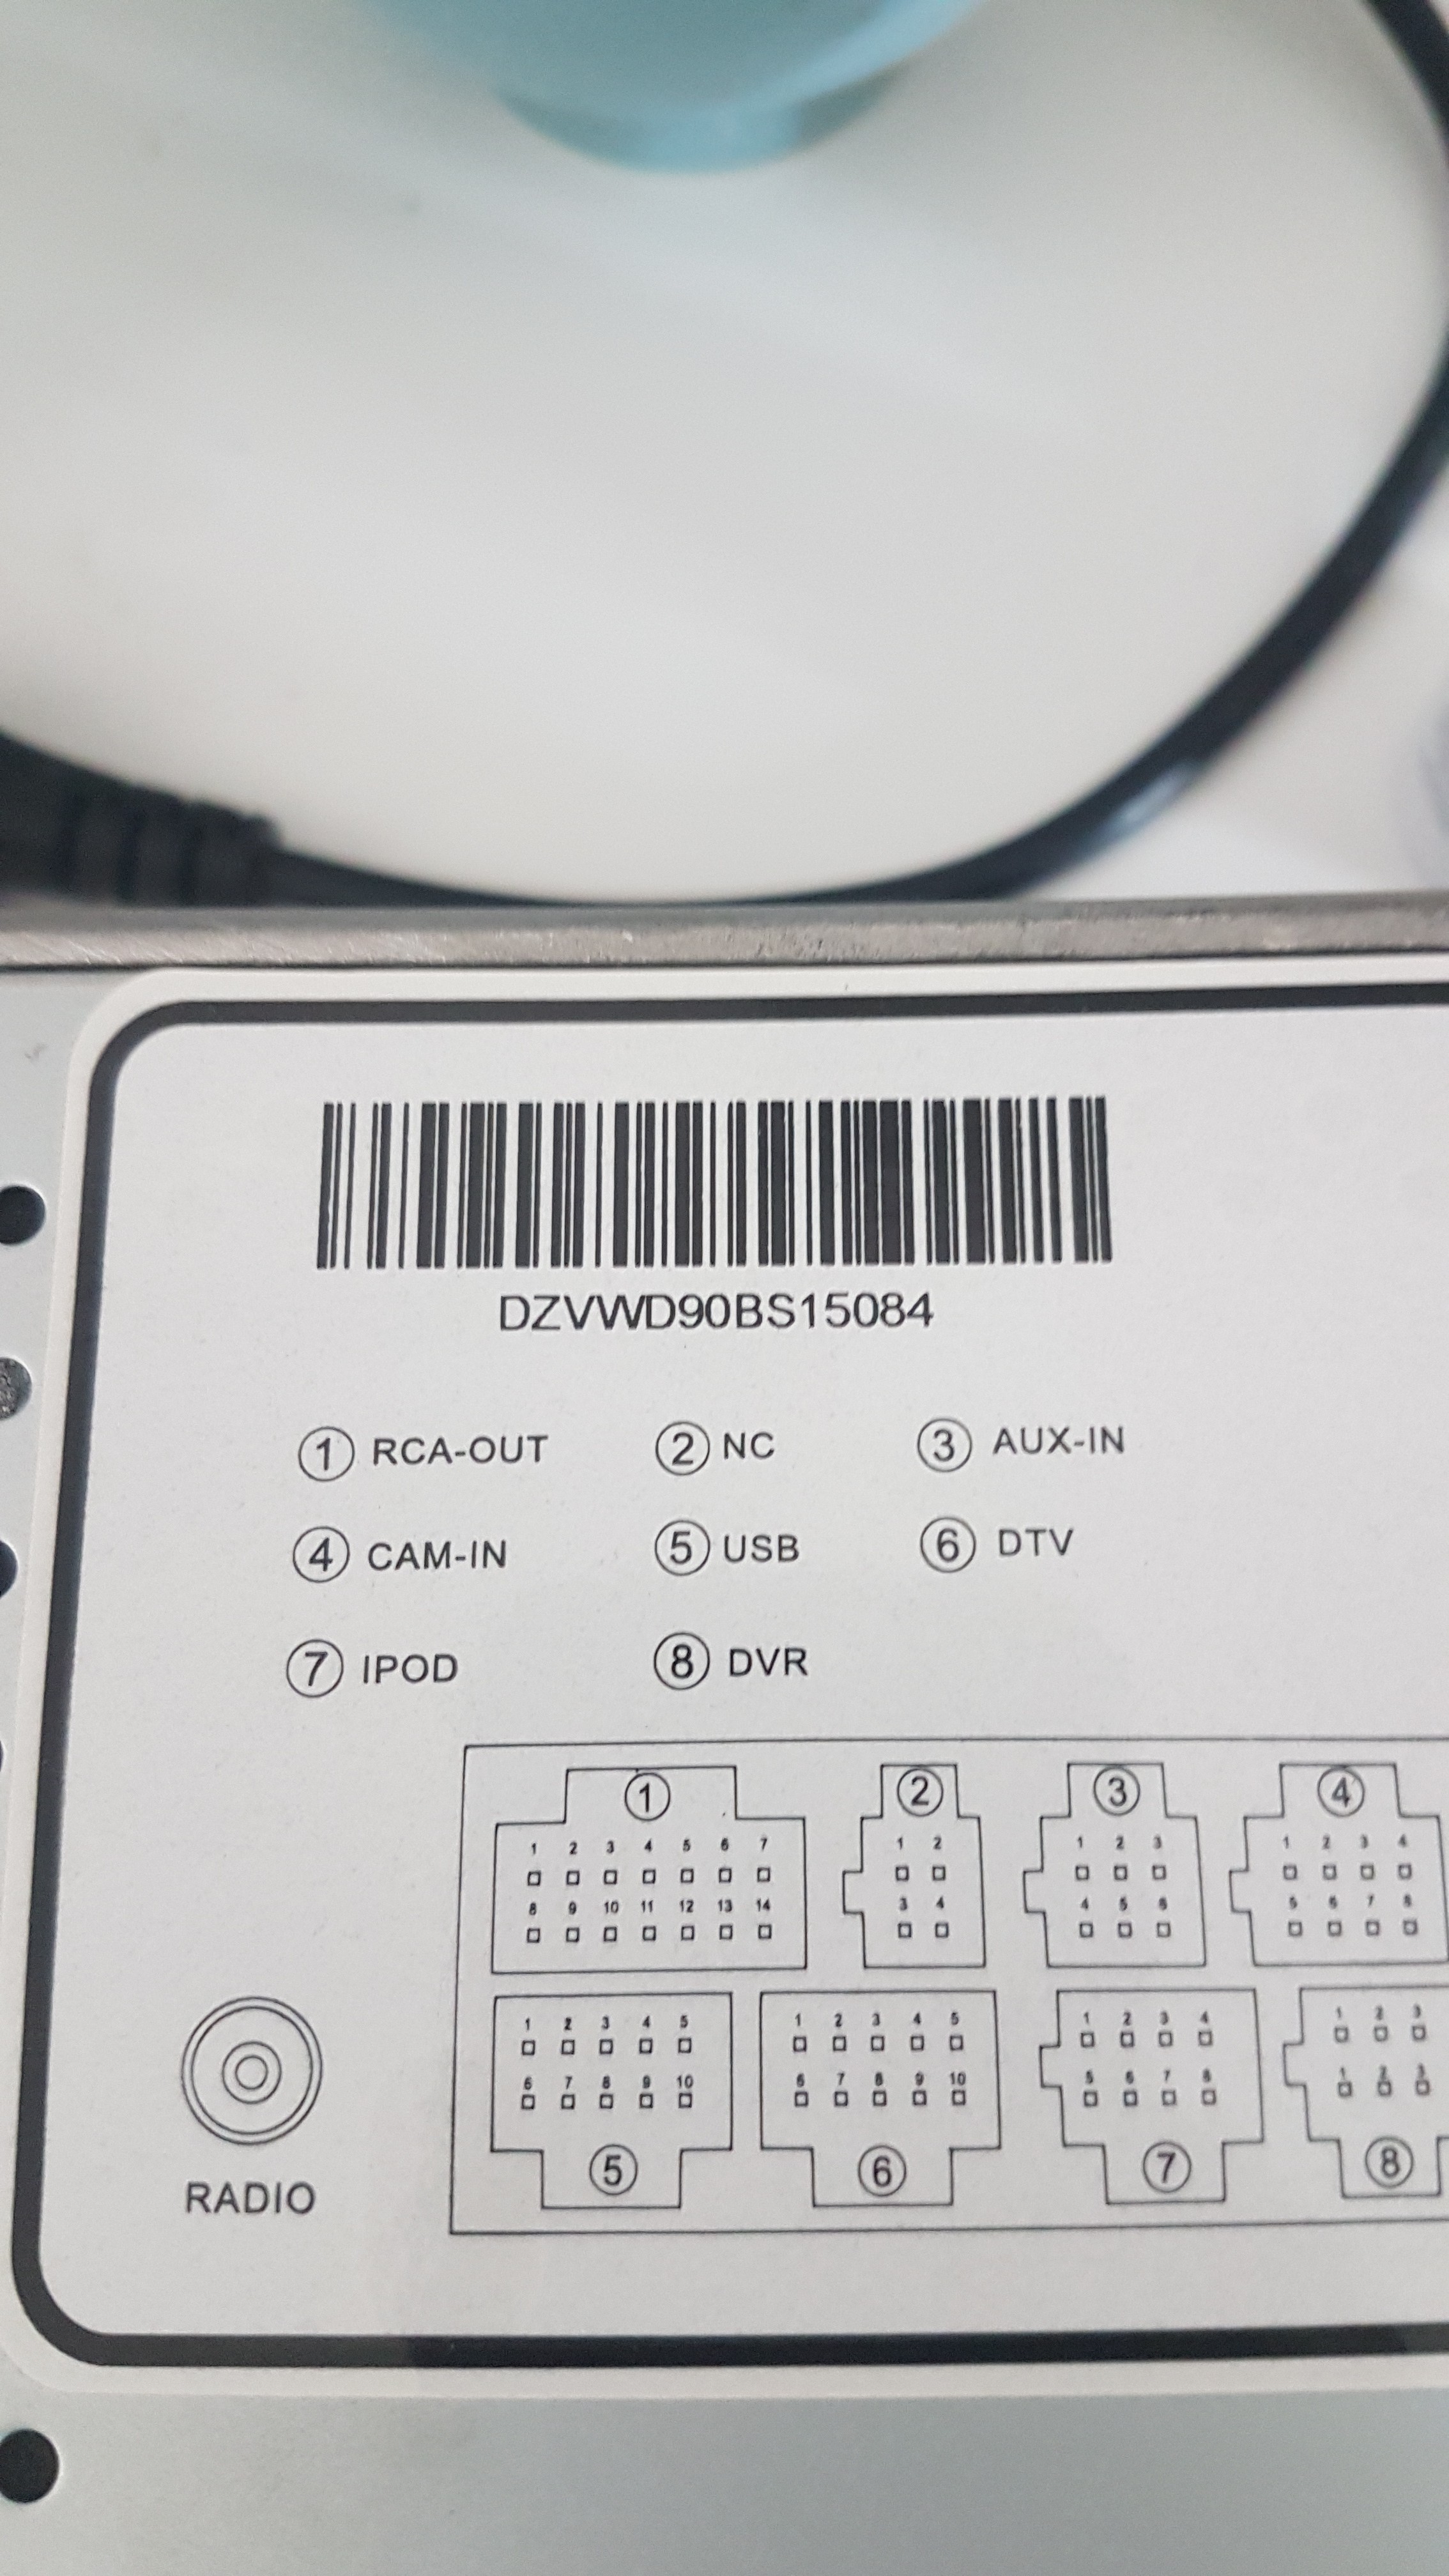 DZVWD90BS15084
① RCA-OUT ② NC ③ AUX-IN
④ CAM-IN ⑤ USB ⑥ DTV
⑦ IPOD ⑧ DVR
① ② ③ ④
1 2 3 4 5 6 7 1 2 1 2 3 1 2 3 4
8 9 10 11 12 13 14 3 4 4 5 6 5 6 7 8
1 2 3 4 5 1 2 3 4 5 1 2 3 4 1 2 3
6 7 8 9 10 6 7 8 9 10 5 6 7 8 1 2 3
⑤ ⑥ ⑦ ⑧
RADIO